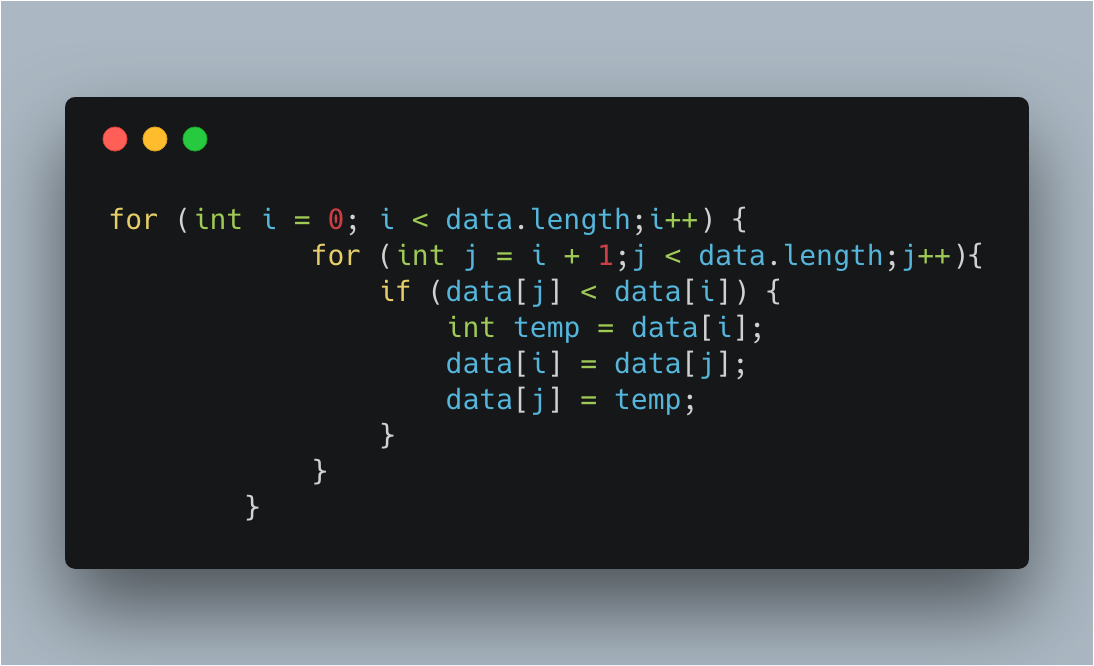 for (int i = 0; i < data.length;i++) {
            for (int j = i + 1;j < data.length;j++){
                if (data[j] < data[i]) {
                    int temp = data[i];
                    data[i] = data[j];
                    data[j] = temp;
                }
            }
        }